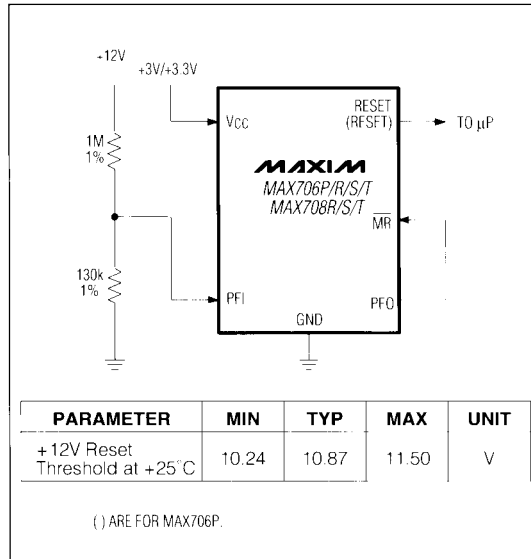 +12V
+3V/+3.3V
1M
1%
130k
1%
VCC
RESET
(RESET)
TO µP
MAXIM
MAX706P/R/S/T
MAX708R/S/T
MR
PFI
PFO
GND
PARAMETER MIN TYP MAX UNIT
+12V Reset
Threshold at +25°C 10.24 10.87 11.50 V
( ) ARE FOR MAX706P.